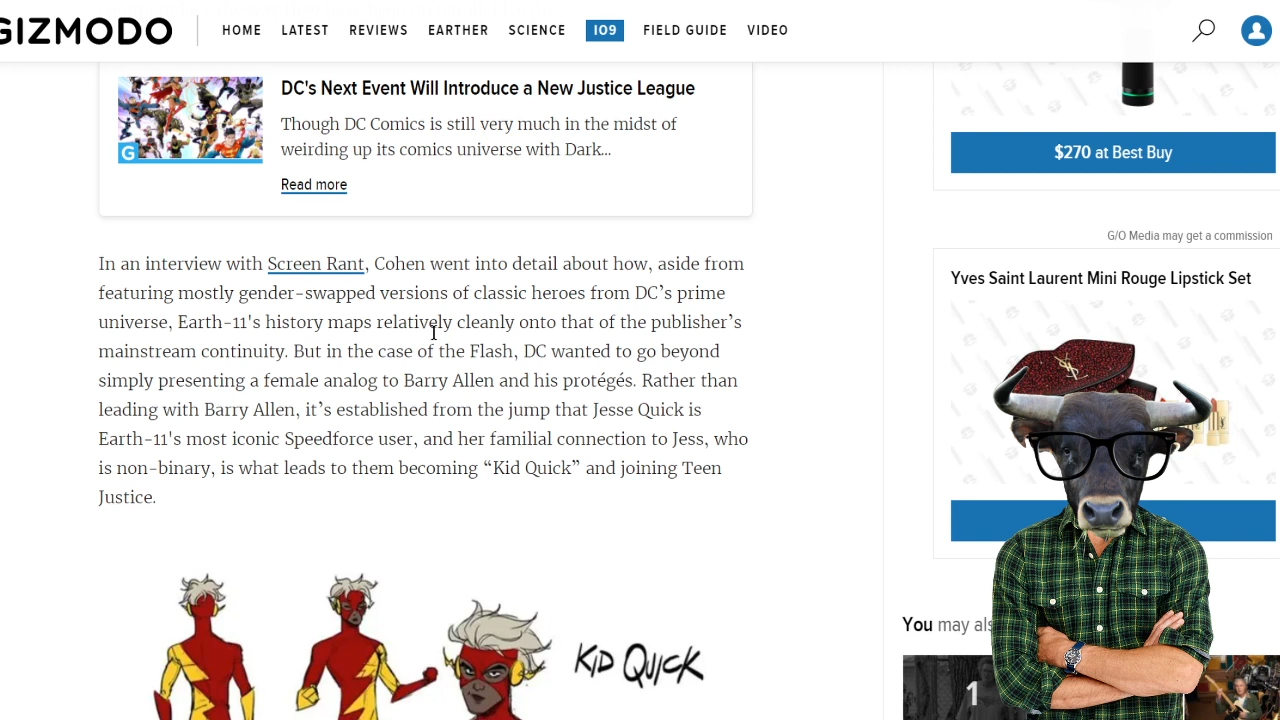 GIZMODO
HOME LATEST REVIEWS EARTHER SCIENCE IO9 FIELD GUIDE VIDEO
DC's Next Event Will Introduce a New Justice League
Though DC Comics is still very much in the midst of
weirding up its comics universe with Dark...
Read more
G
In an interview with Screen Rant, Cohen went into detail about how, aside from
featuring mostly gender-swapped versions of classic heroes from DC’s prime
universe, Earth-11's history maps relatively cleanly onto that of the publisher’s
mainstream continuity. But in the case of the Flash, DC wanted to go beyond
simply presenting a female analog to Barry Allen and his protégés. Rather than
leading with Barry Allen, it’s established from the jump that Jesse Quick is
Earth-11's most iconic Speedforce user, and her familial connection to Jess, who
is non-binary, is what leads to them becoming “Kid Quick” and joining Teen
Justice.
KID QUICK
$270 at Best Buy
G/O Media may get a commission
Yves Saint Laurent Mini Rouge Lipstick Set
YSL
You may
1